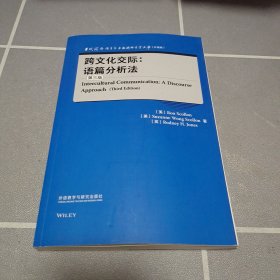 跨文化交际：
语篇分析法
（第三版）
Intercultural Communication: A Discourse
Approach (Third Edition)
［美］Ron Scollon
［美］Suzanne Wong Scollon
［美］Rodney H. Jones 著
外语教学与研究出版社
WILEY